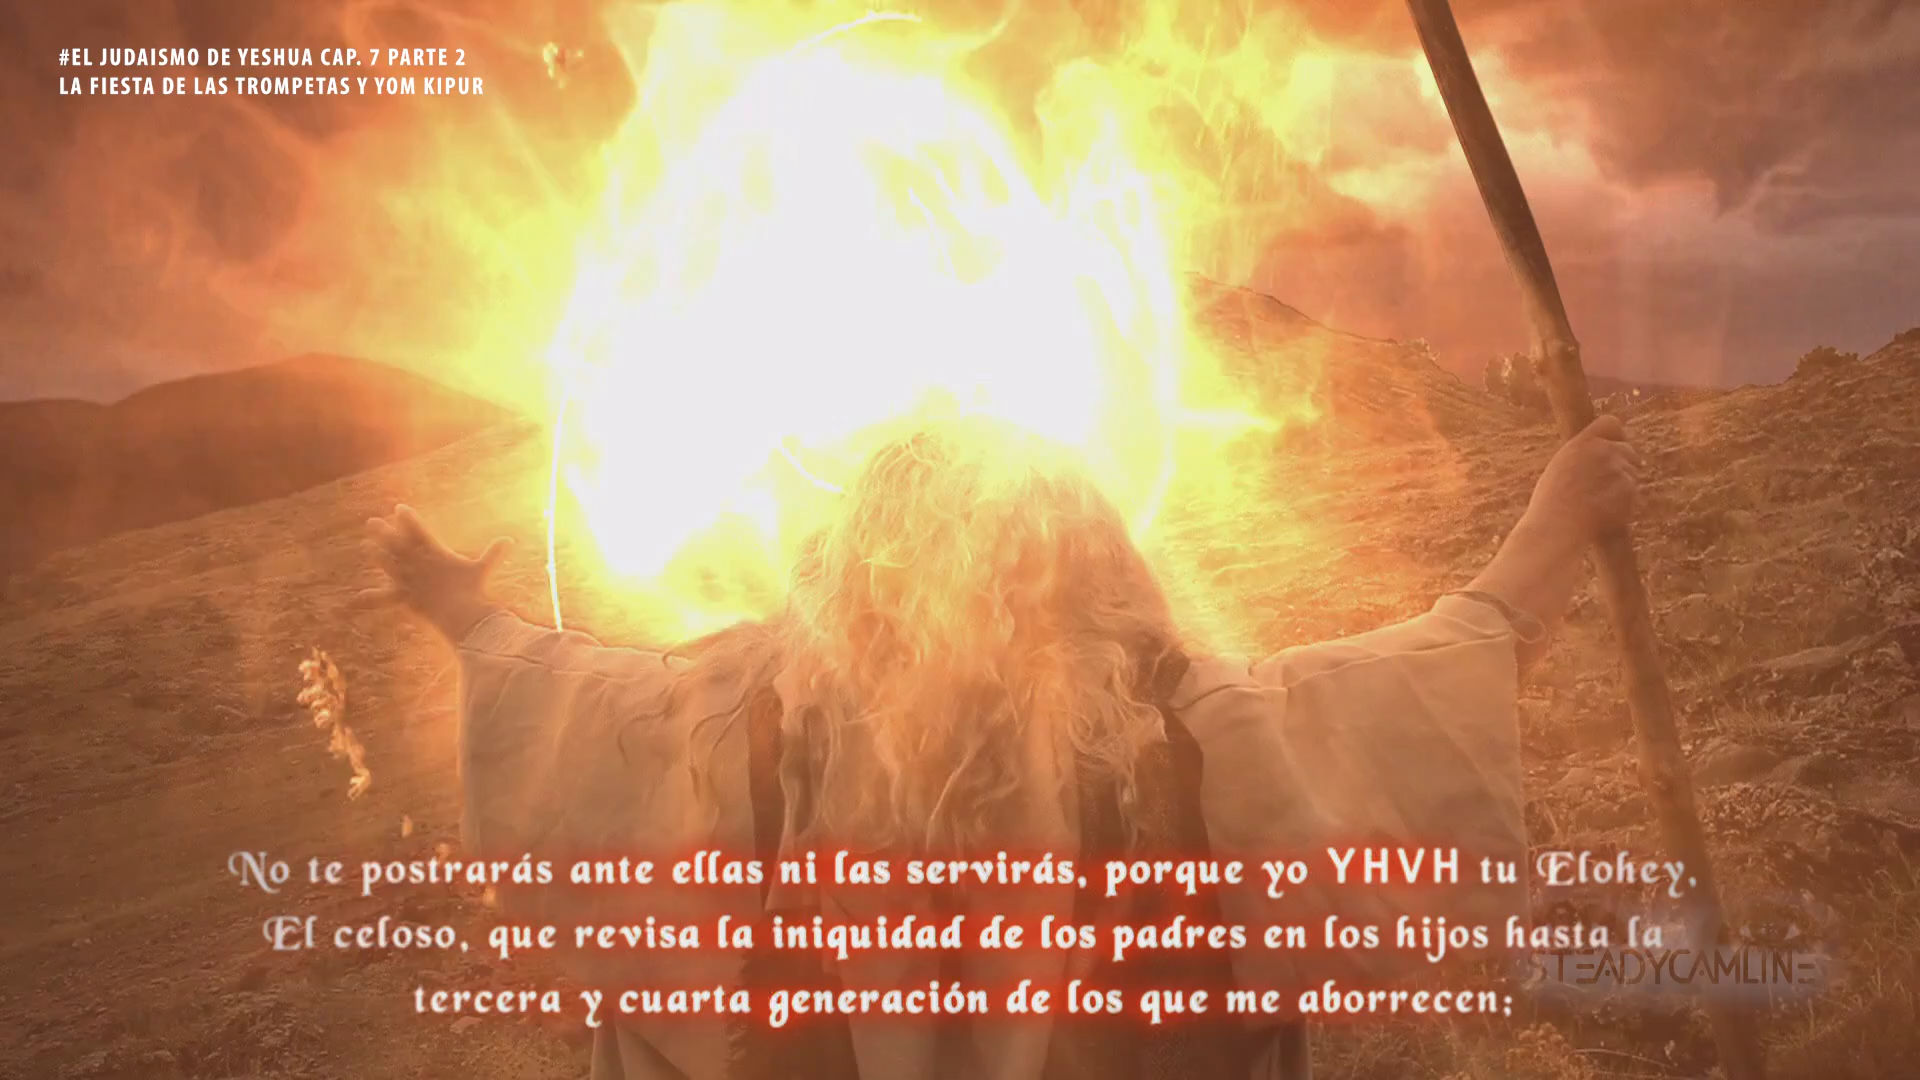 #EL JUDAISMO DE YESHUA CAP. 7 PARTE 2
LA FIESTA DE LAS TROMPETAS Y YOM KIPUR
No te postrarás ante ellas ni las servirás, porque yo YHVH tu Elohey,
El celoso, que revisa la iniquidad de los padres en los hijos hasta la
tercera y cuarta generación de los que me aborrecen;
STEADYCAMLINE